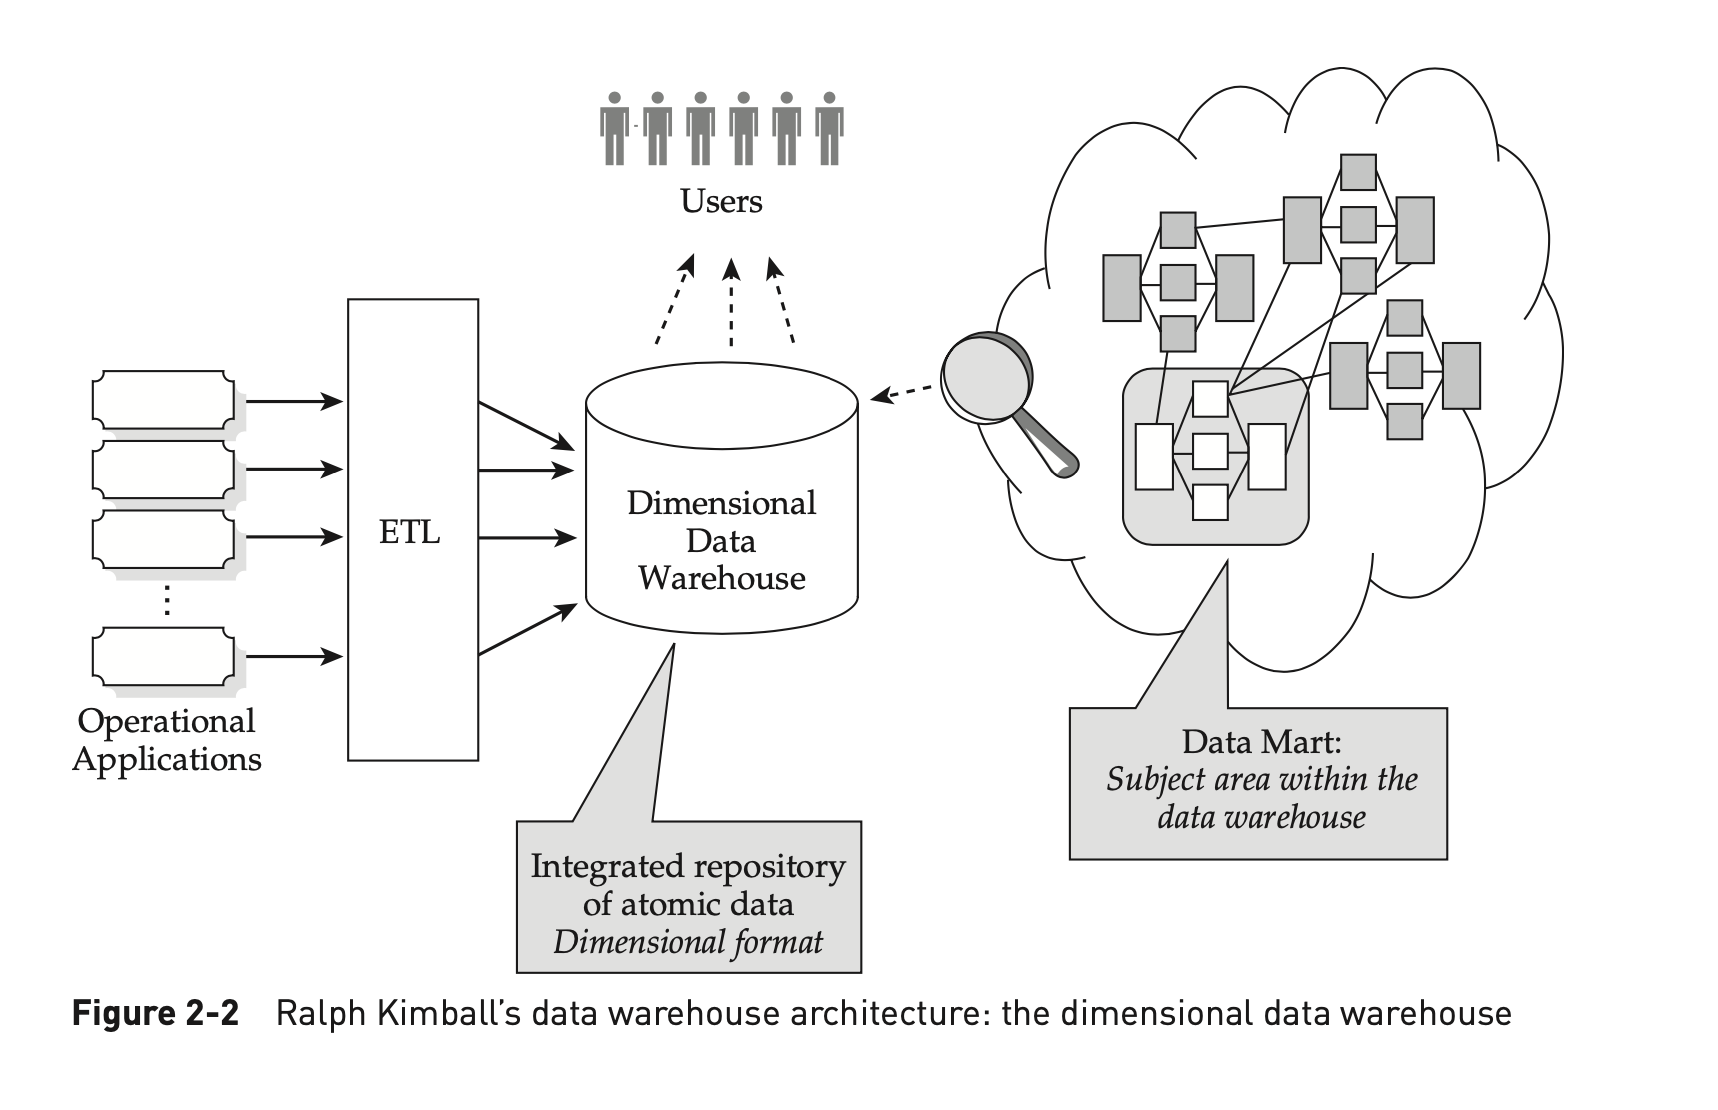 Users
ETL
Dimensional
Data
Warehouse
Operational
Applications
Data Mart:
Subject area within the
data warehouse
Integrated repository
of atomic data
Dimensional format
Figure 2-2 Ralph Kimball’s data warehouse architecture: the dimensional data warehouse